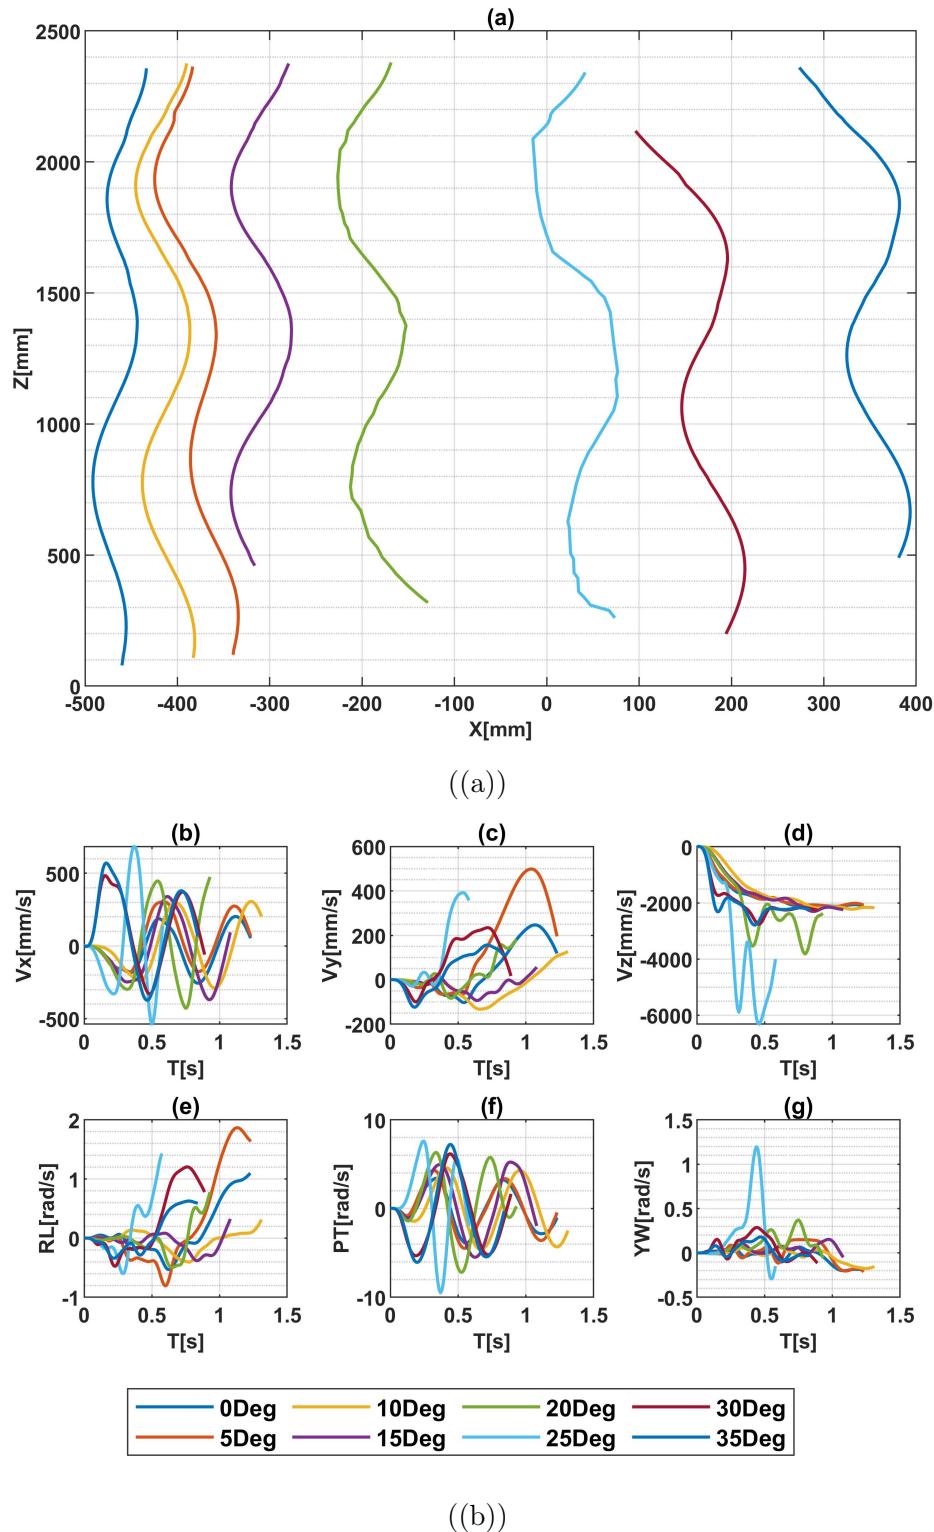 (a)
2500
2000
1500
1000
500
0
Z[mm]
-500 -400 -300 -200 -100 0 100 200 300 400
X[mm]
((a))
(b) (c) (d)
500
0
-500
Vx[mm/s]
0 0.5 1 1.5
T[s]
600
400
200
0
-200
Vy[mm/s]
0 0.5 1 1.5
T[s]
0
-2000
-4000
-6000
Vz[mm/s]
0 0.5 1 1.5
T[s]
(e) (f) (g)
2
1
0
-1
RL[rad/s]
0 0.5 1 1.5
T[s]
10
0
-10
PT[rad/s]
0 0.5 1 1.5
T[s]
1.5
1
0.5
0
-0.5
YW[rad/s]
0 0.5 1 1.5
T[s]
0Deg 10Deg 20Deg 30Deg
5Deg 15Deg 25Deg 35Deg
((b))